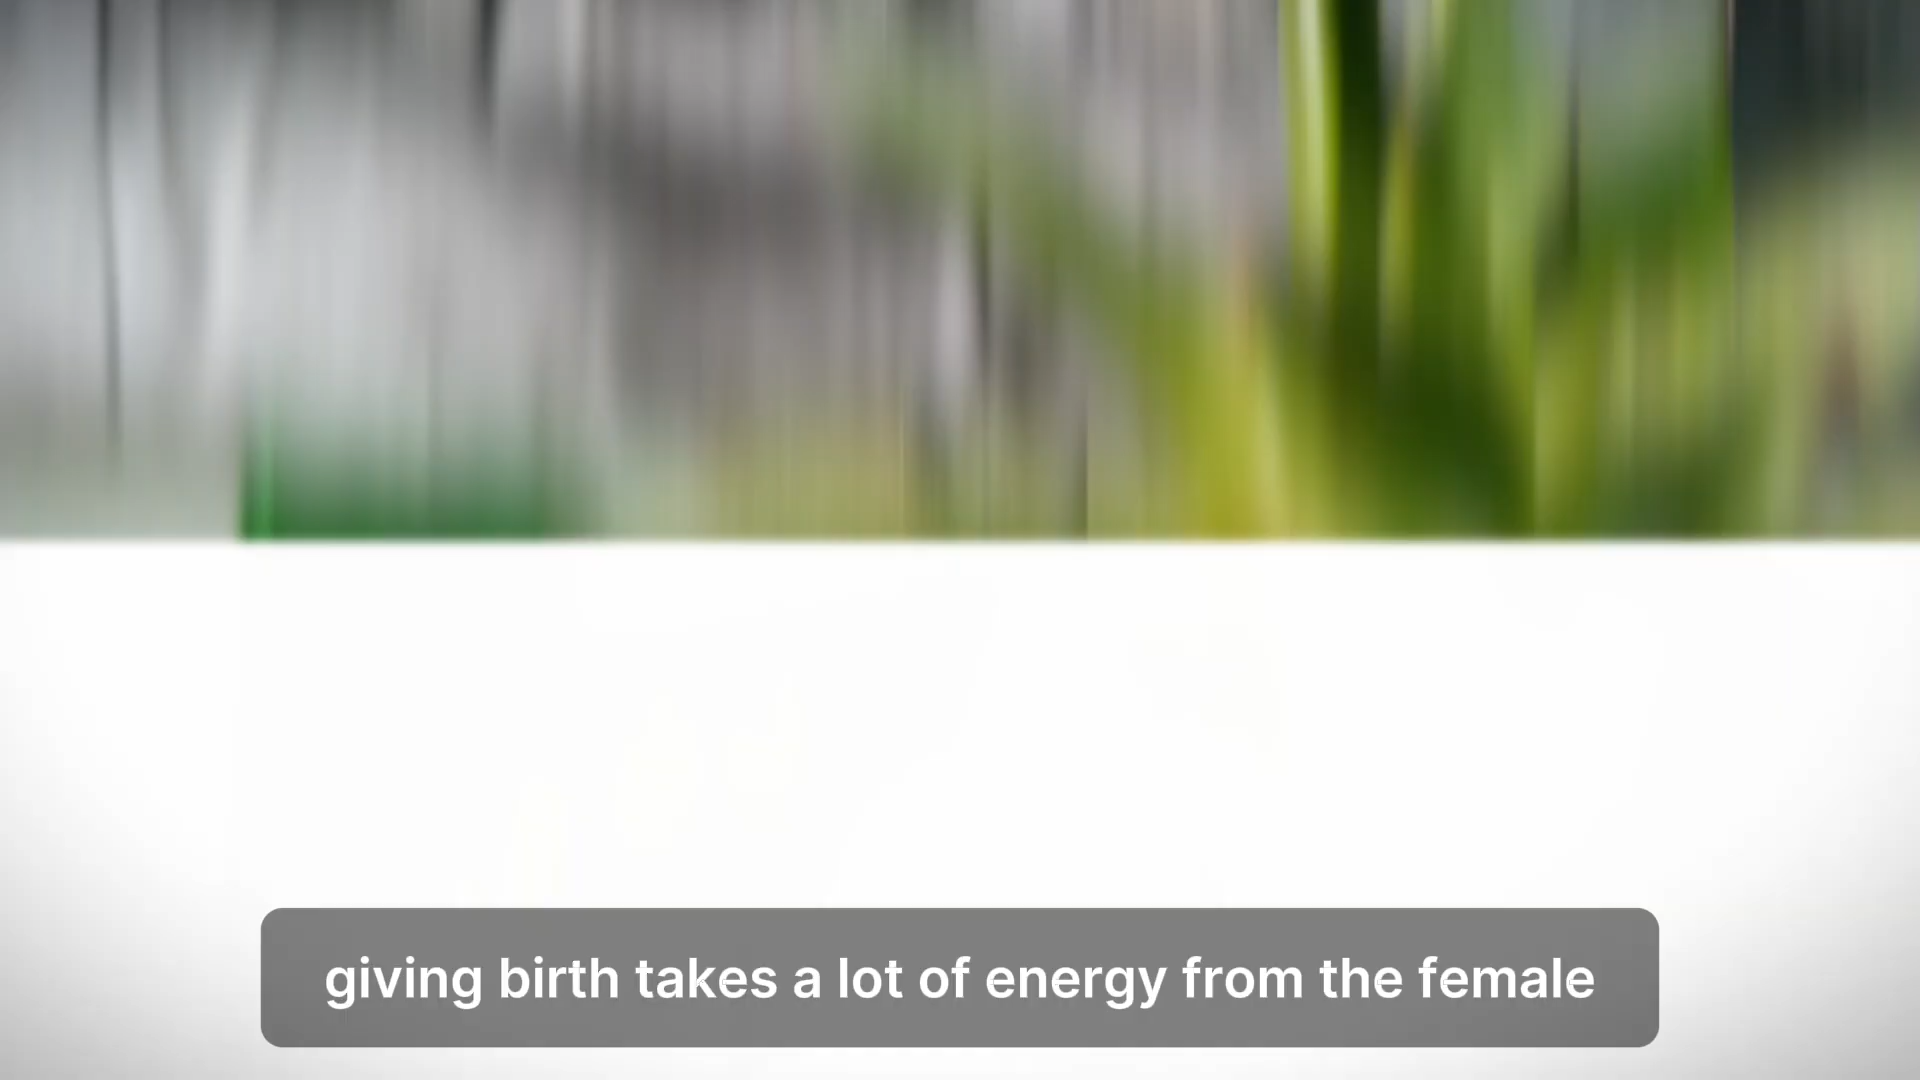 giving birth takes a lot of energy from the female